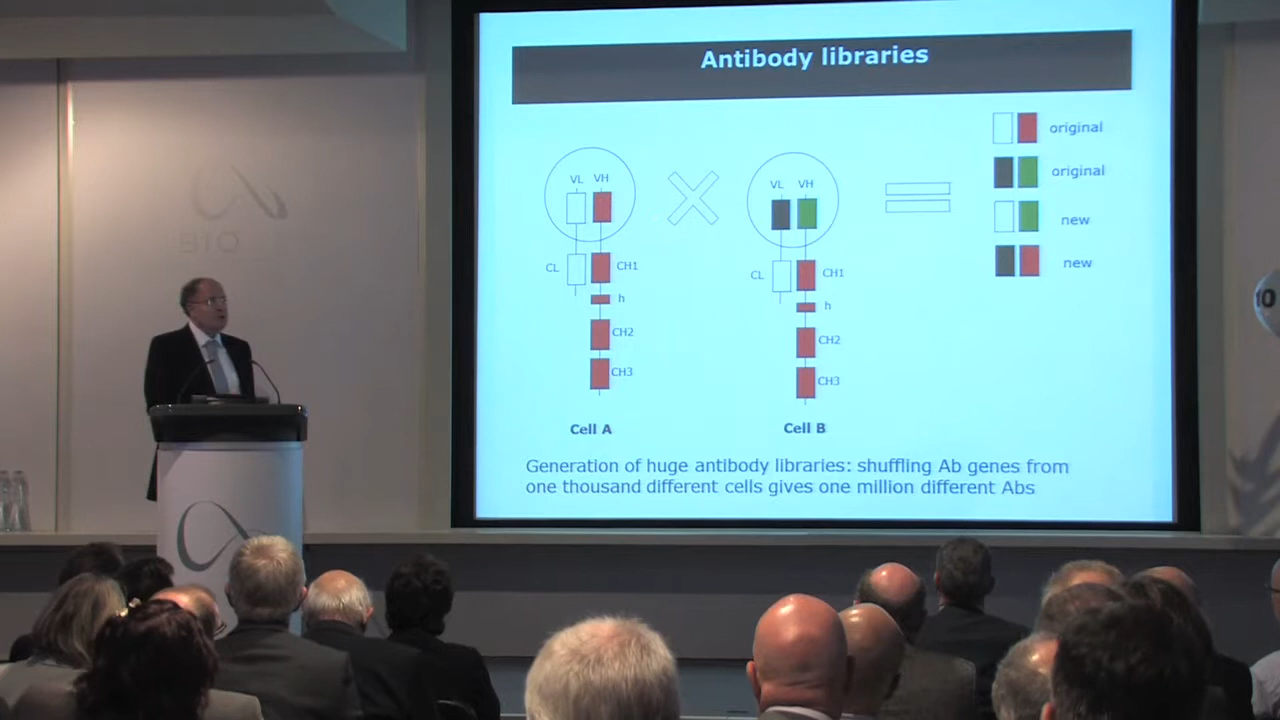 Antibody libraries
VL VH
VL VH
CL CH1
CL CH1
h
h
CH2
CH2
CH3
CH3
Cell A
Cell B
original
original
new
new
Generation of huge antibody libraries: shuffling Ab genes from
one thousand different cells gives one million different Abs
BIO
10